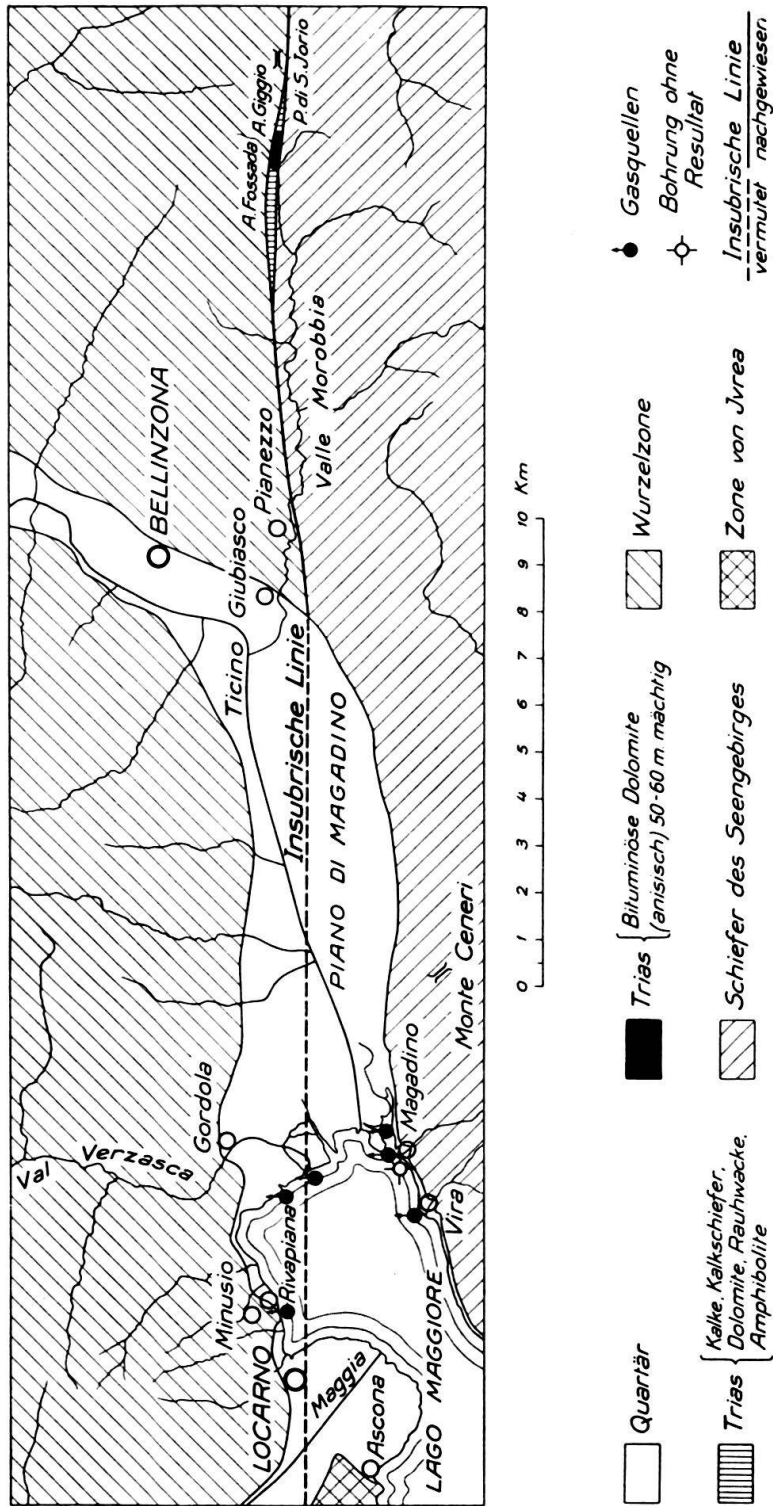 Val Verzasca
Gordola
Minusio
Rivapiana
LOCARNO
Maggia
Ascona
LAGO MAGGIORE
Vira
Magadino
Monte Ceneri
PIANO DI MAGADINO
Insubrische Linie
Ticino
BELLINZONA
Giubiasco
Pianezzo
Valle Morobbia
A. Fossada
A. Giggio
P. di S. Jorio
0 1 2 3 4 5 6 7 8 9 10 Km
Quartär
Trias { Kalke, Kalkschiefer,
Dolomite, Rauhwacke,
Amphibolite
Trias { Bituminöse Dolomite
(anisisch) 50-60 m mächtig
Schiefer des Seengebirges
Wurzelzone
Zone von Jvrea
Gasquellen
Bohrung ohne
Resultat
Insubrische Linie
vermutet nachgewiesen